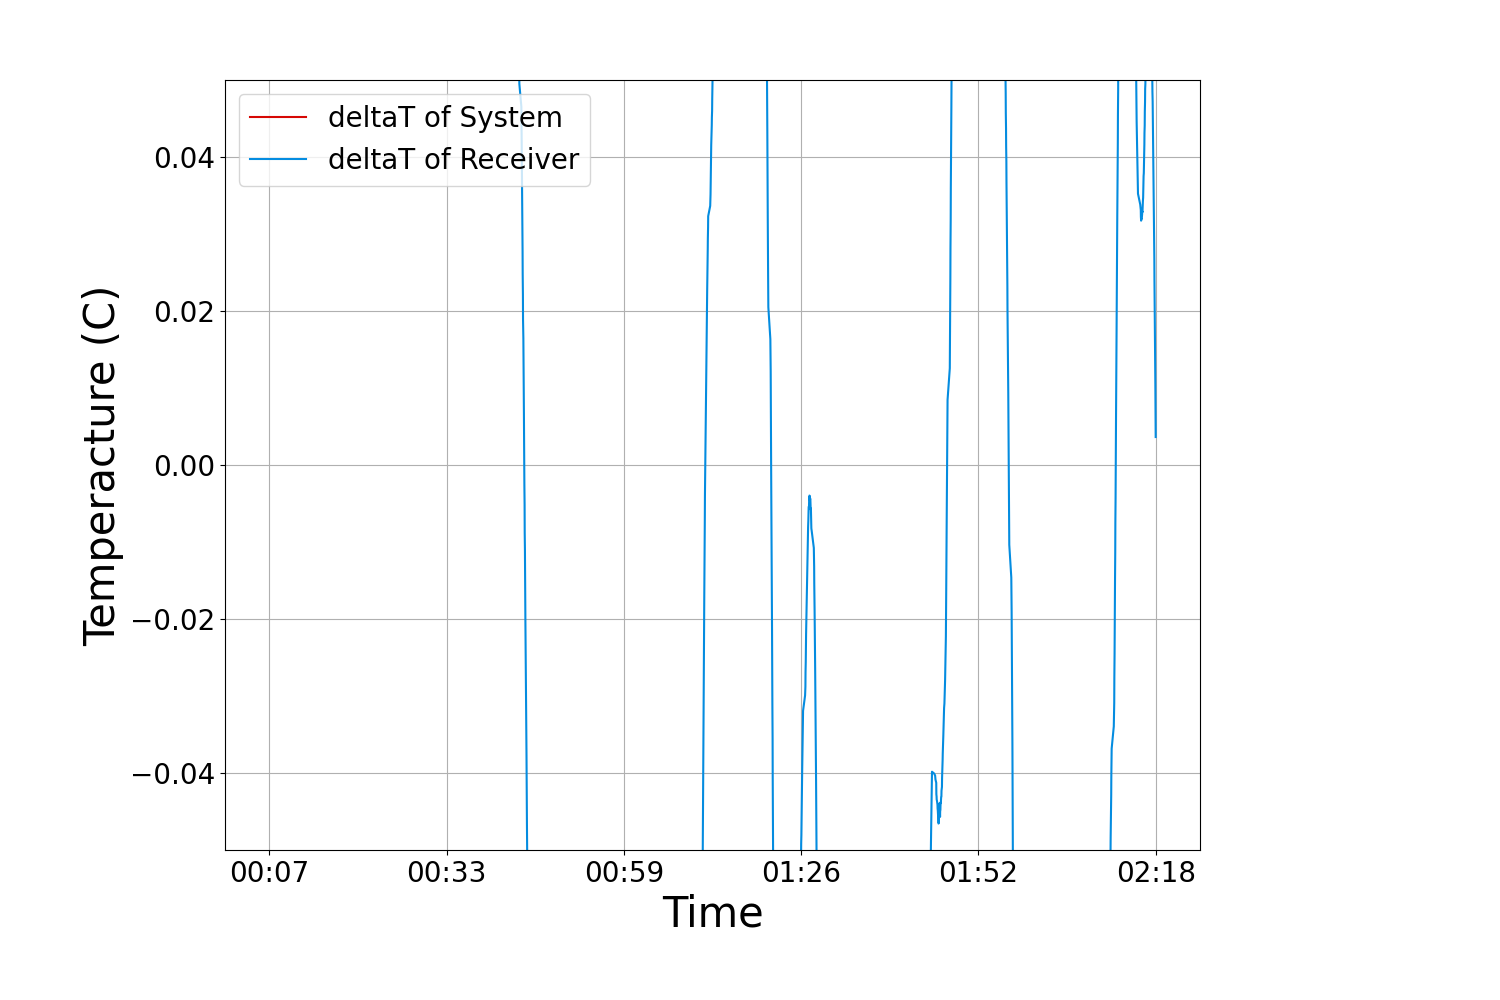 deltaT of System
deltaT of Receiver
0.04
0.02
0.00
−0.02
−0.04
Temperacture (C)
00:07 00:33 00:59 01:26 01:52 02:18
Time